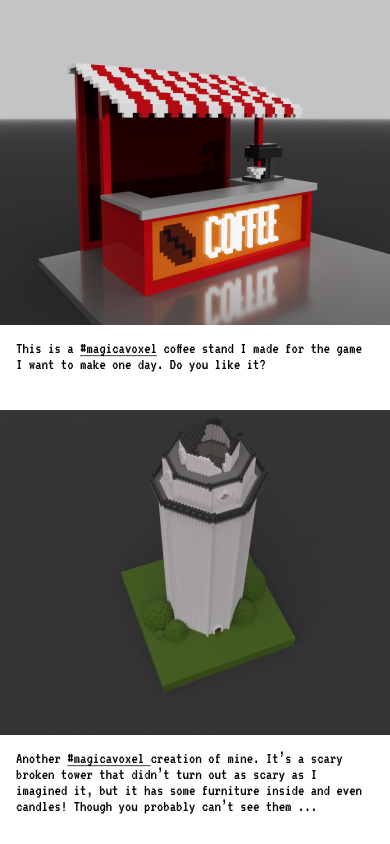 COFFEE
This is a #magicavoxel coffee stand I made for the game
I want to make one day. Do you like it?
Another #magicavoxel creation of mine. It's a scary
broken tower that didn't turn out as scary as I
imagined it, but it has some furniture inside and even
candles! Though you probably can't see them ...